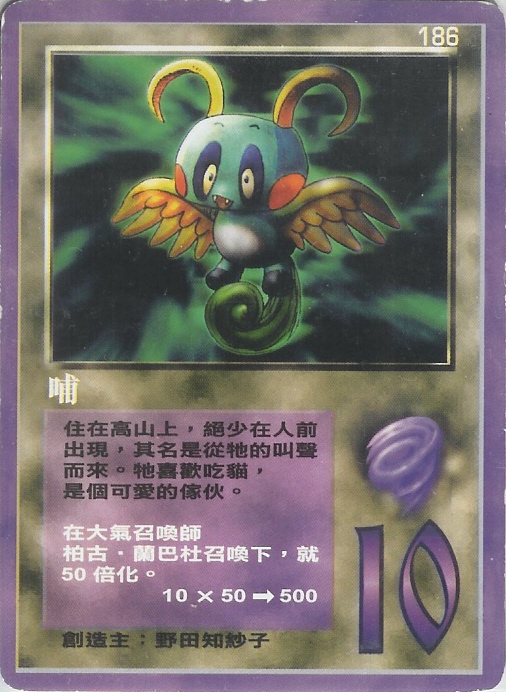 186
哺
住在高山上，絕少在人前
出現，其名是從牠的叫聲
而來。牠喜歡吃貓，
是個可愛的傢伙。
在大氣召喚師
柏古・蘭巴杜召喚下，就
50 倍化。
10 × 50 ➡ 500
10
創造主：野田知紗子